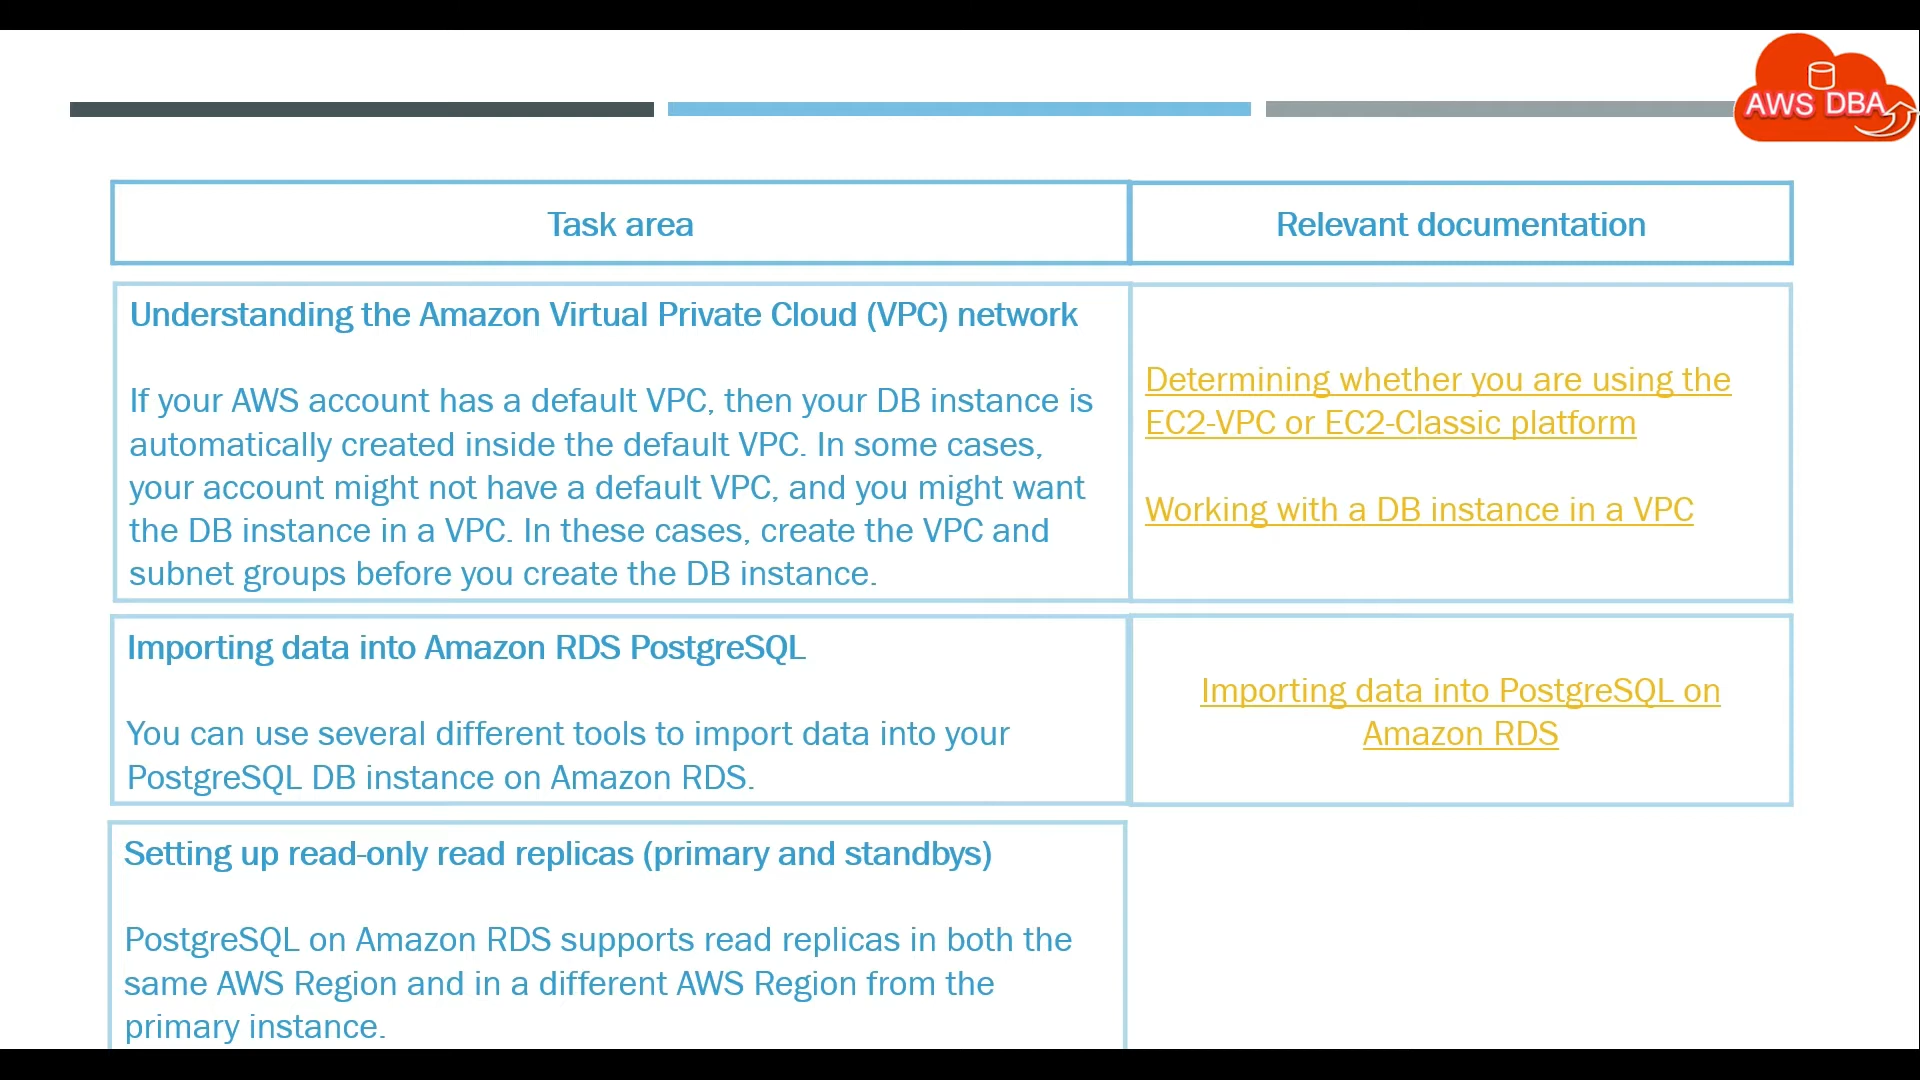 AWS DBA
Task area
Relevant documentation
Understanding the Amazon Virtual Private Cloud (VPC) network
If your AWS account has a default VPC, then your DB instance is
automatically created inside the default VPC. In some cases,
your account might not have a default VPC, and you might want
the DB instance in a VPC. In these cases, create the VPC and
subnet groups before you create the DB instance.
Determining whether you are using the
EC2-VPC or EC2-Classic platform
Working with a DB instance in a VPC
Importing data into Amazon RDS PostgreSQL
You can use several different tools to import data into your
PostgreSQL DB instance on Amazon RDS.
Importing data into PostgreSQL on
Amazon RDS
Setting up read-only read replicas (primary and standbys)
PostgreSQL on Amazon RDS supports read replicas in both the
same AWS Region and in a different AWS Region from the
primary instance.